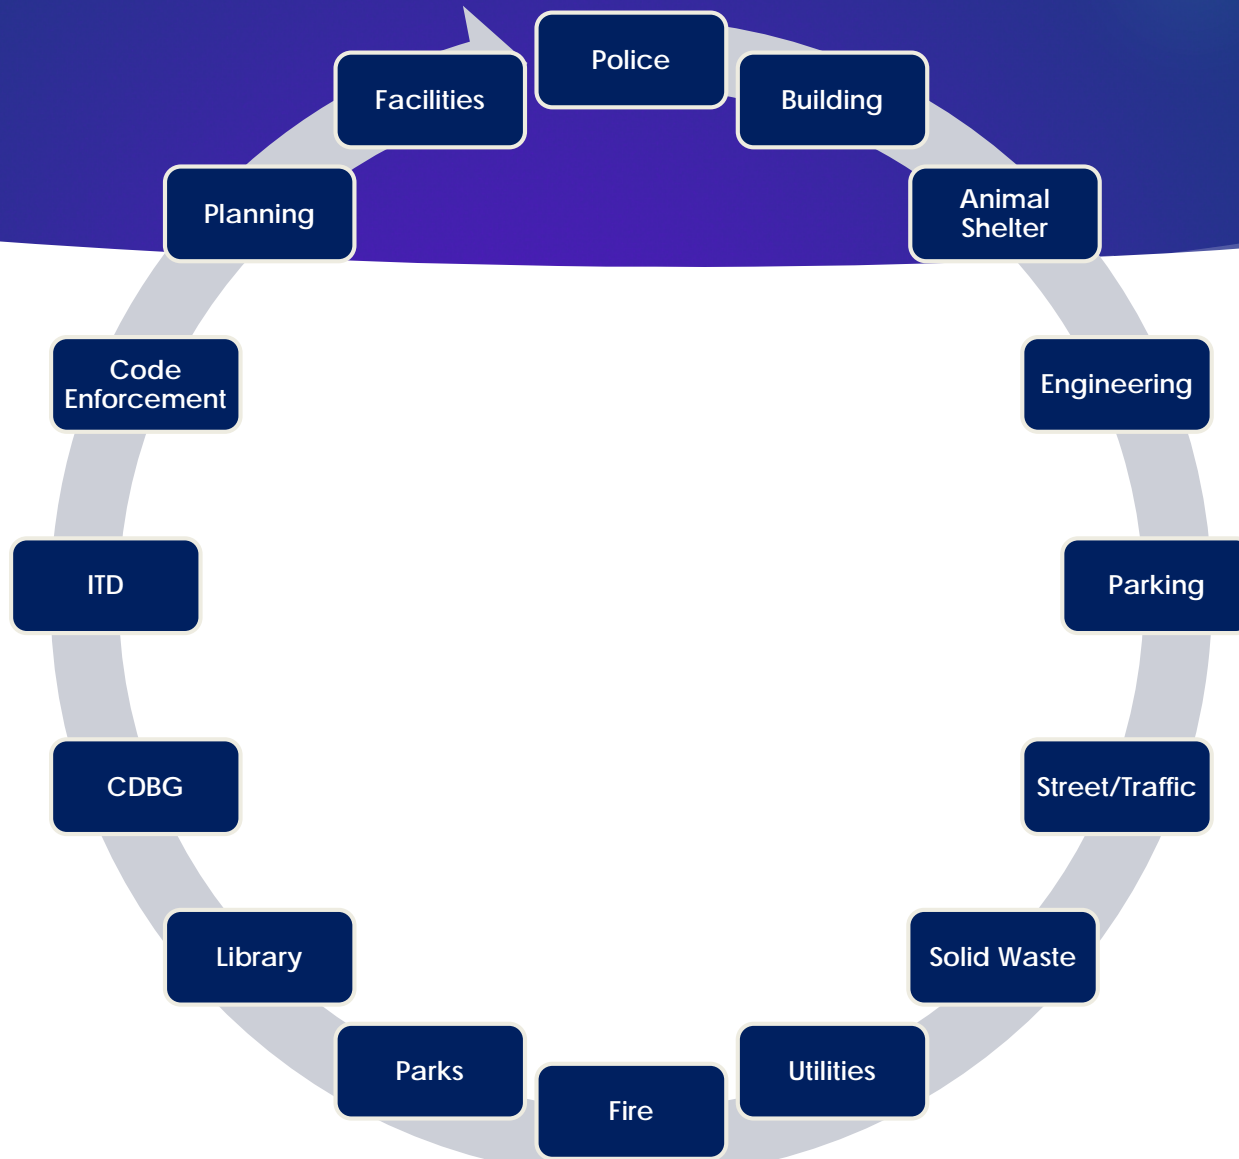 Police
Building
Animal
Shelter
Engineering
Parking
Street/Traffic
Solid Waste
Utilities
Fire
Parks
Library
CDBG
ITD
Code
Enforcement
Planning
Facilities